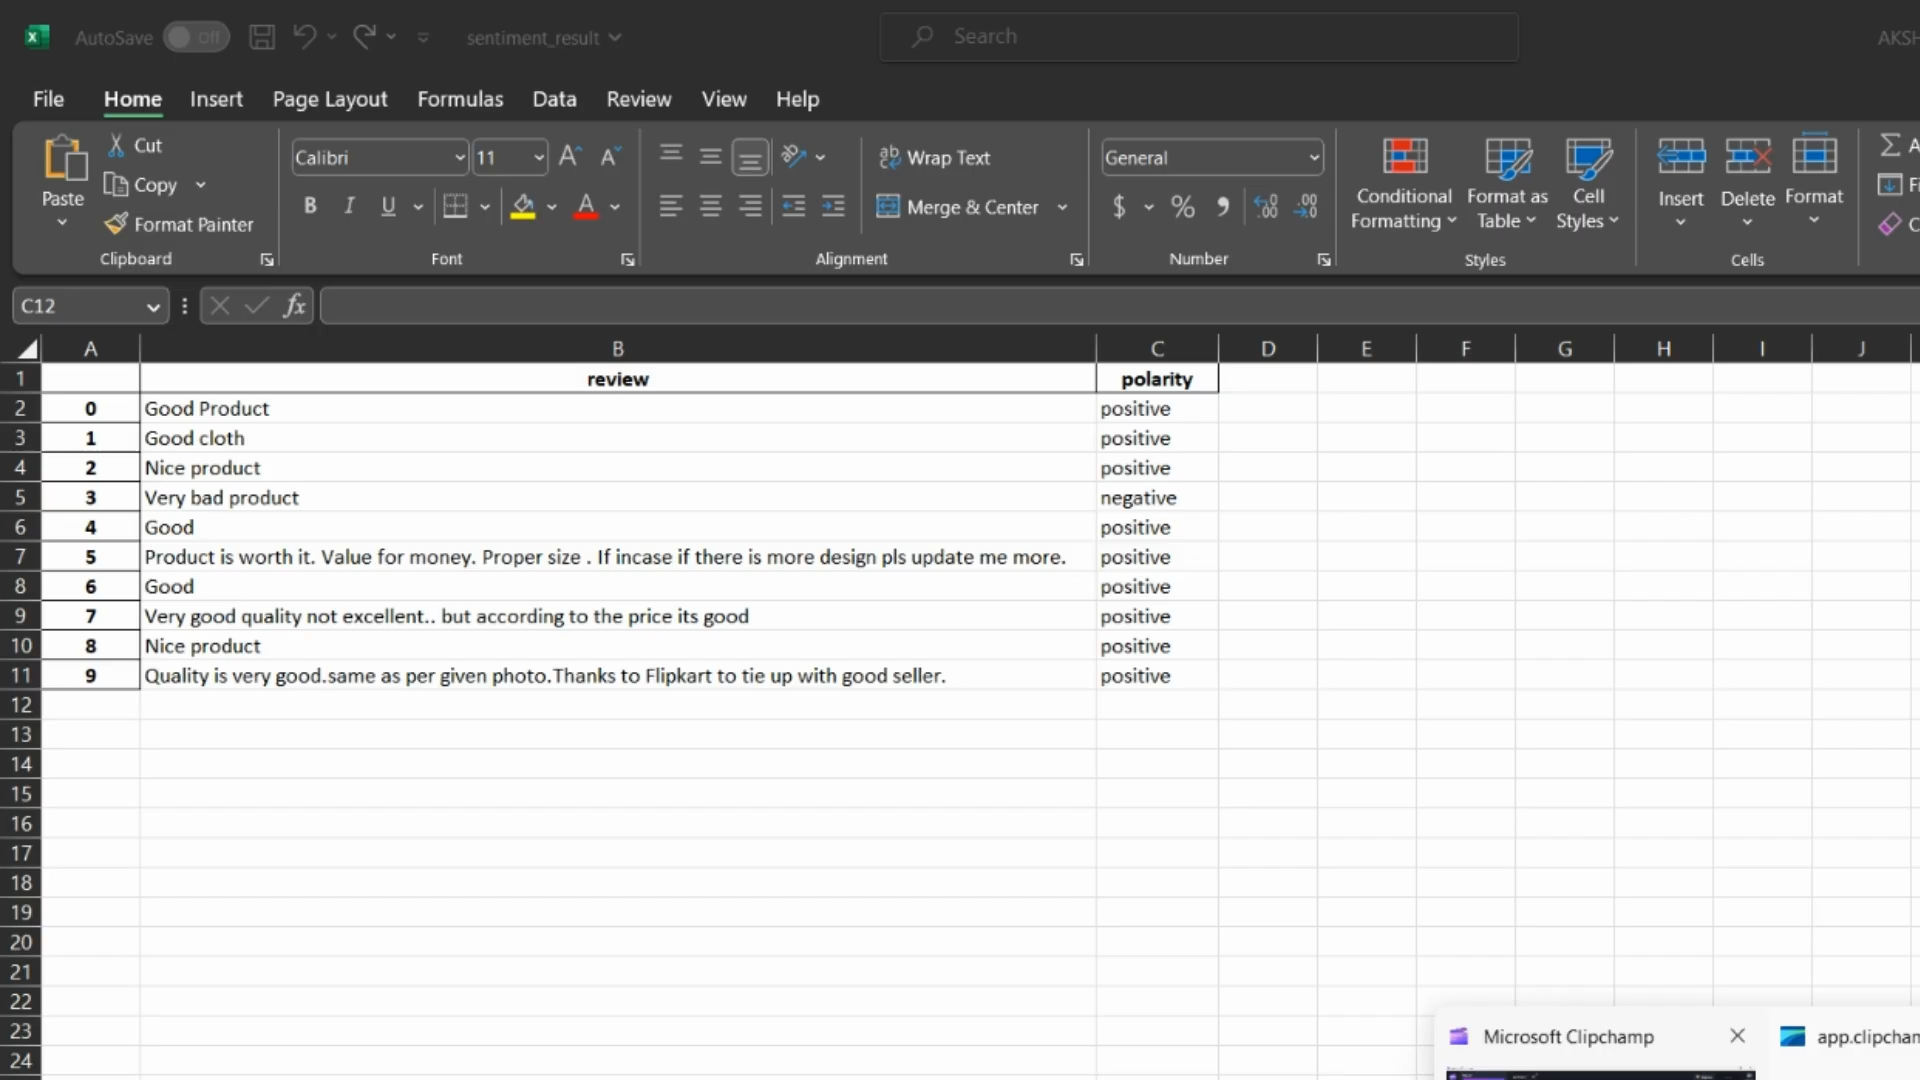 AutoSave Off sentiment_result Search AKSH
File Home Insert Page Layout Formulas Data Review View Help
Paste Cut Copy Format Painter Clipboard
Calibri 11 B I U A Font
Wrap Text Merge & Center Alignment
General $ % 9 Number
Conditional Formatting Format as Table Cell Styles Styles
Insert Delete Format Cells
C12 fx
A B C D E F G H I J
1 review polarity
2 0 Good Product positive
3 1 Good cloth positive
4 2 Nice product positive
5 3 Very bad product negative
6 4 Good positive
7 5 Product is worth it. Value for money. Proper size . If incase if there is more design pls update me more. positive
8 6 Good positive
9 7 Very good quality not excellent.. but according to the price its good positive
10 8 Nice product positive
11 9 Quality is very good.same as per given photo.Thanks to Flipkart to tie up with good seller. positive
12
13
14
15
16
17
18
19
20
21
22
23
24
Microsoft Clipchamp app.clipcham